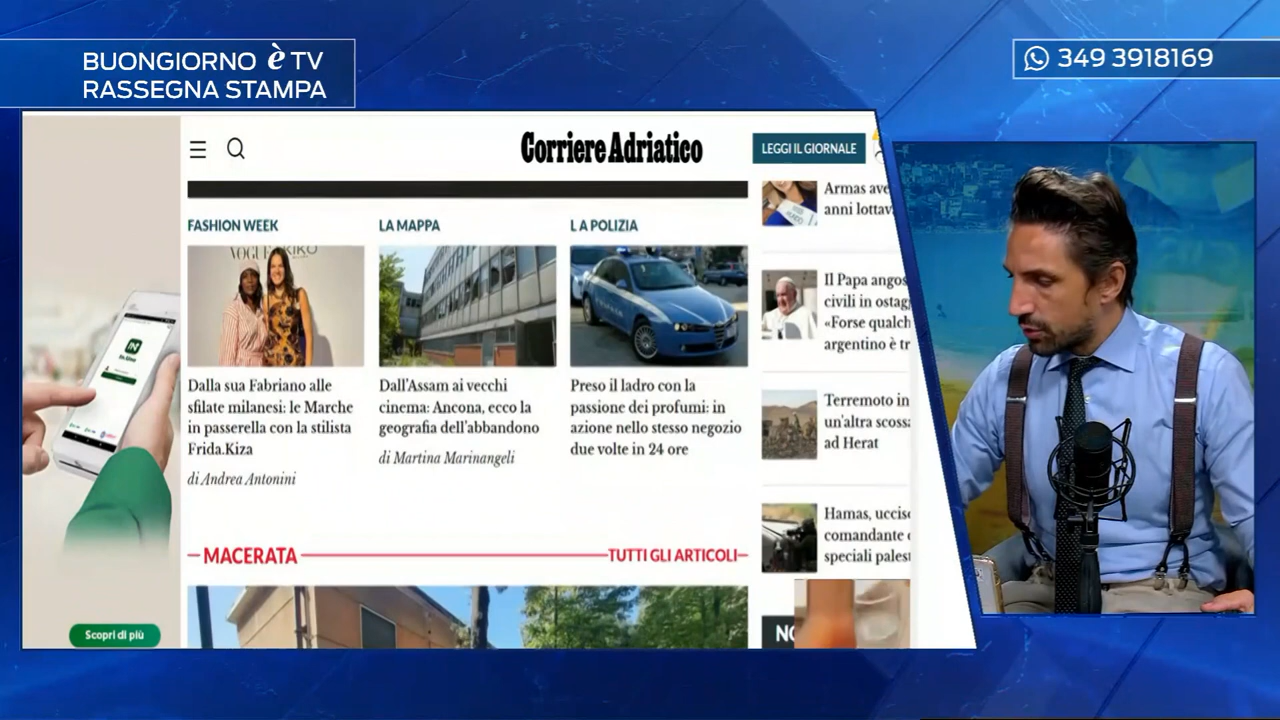 BUONGIORNO è TV
RASSEGNA STAMPA
349 3918169
Corriere Adriatico
LEGGI IL GIORNALE
FASHION WEEK
LA MAPPA
L A POLIZIA
VOGUE
KIKO
Dalla sua Fabriano alle
sfilate milanesi: le Marche
in passerella con la stilista
Frida.Kiza
di Andrea Antonini
Dall'Assam ai vecchi
cinema: Ancona, ecco la
geografia dell'abbandono
di Martina Marinangeli
Preso il ladro con la
passione dei profumi: in
azione nello stesso negozio
due volte in 24 ore
Armas ave
anni lottav
Il Papa angos
civili in ostag
«Forse qualch
argentino è tr
Terremoto in
un'altra scossa
ad Herat
Hamas, ucciso
comandante
speciali palest
MACERATA
TUTTI GLI ARTICOLI
Scopri di più